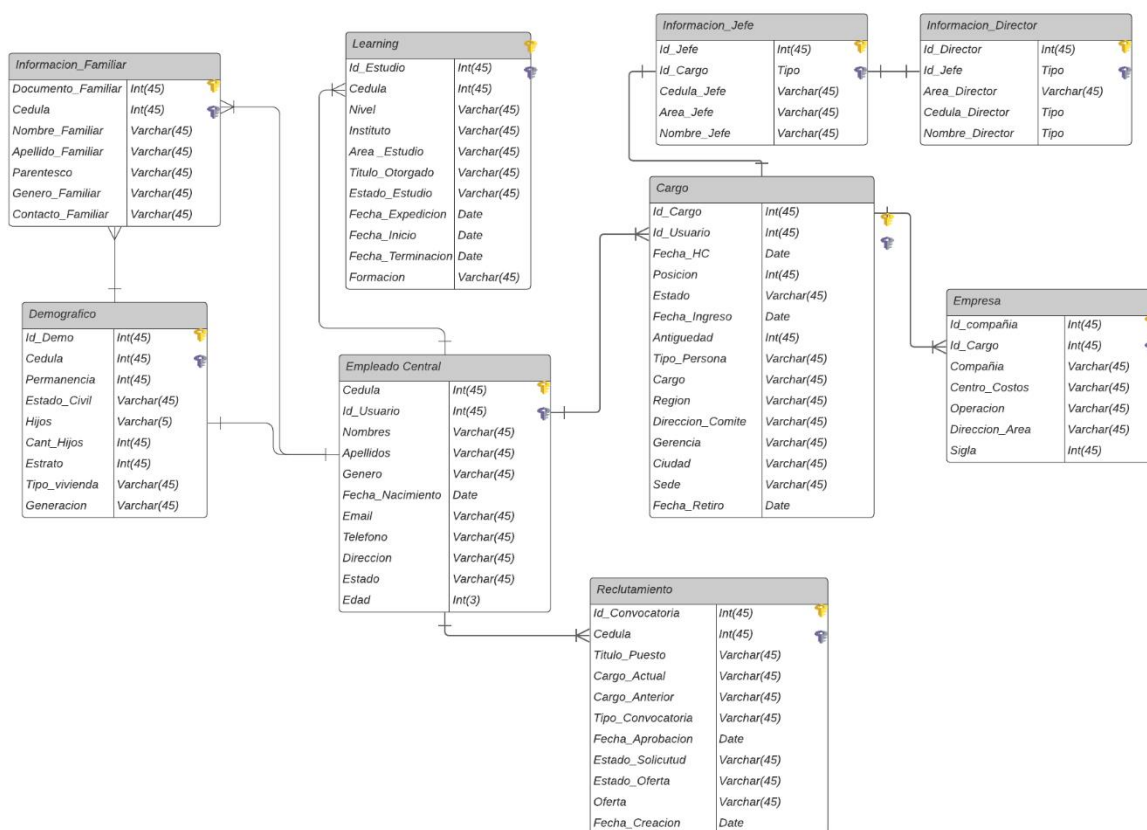 Informacion_Familiar
Documento_Familiar Int(45)
Cedula Int(45)
Nombre_Familiar Varchar(45)
Apellido_Familiar Varchar(45)
Parentesco Varchar(45)
Genero_Familiar Varchar(45)
Contacto_Familiar Varchar(45)
Learning
Id_Estudio Int(45)
Cedula Int(45)
Nivel Varchar(45)
Instituto Varchar(45)
Area _Estudio Varchar(45)
Titulo_Otorgado Varchar(45)
Estado_Estudio Varchar(45)
Fecha_Expedicion Date
Fecha_Inicio Date
Fecha_Terminacion Date
Formacion Varchar(45)
Informacion_Jefe
Id_Jefe Int(45)
Id_Cargo Tipo
Cedula_Jefe Varchar(45)
Area_Jefe Varchar(45)
Nombre_Jefe Varchar(45)
Informacion_Director
Id_Director Int(45)
Id_Jefe Tipo
Area_Director Varchar(45)
Cedula_Director Tipo
Nombre_Director Tipo
Cargo
Id_Cargo Int(45)
Id_Usuario Int(45)
Fecha_HC Date
Posicion Int(45)
Estado Varchar(45)
Fecha_Ingreso Date
Antiguedad Int(45)
Tipo_Persona Varchar(45)
Cargo Varchar(45)
Region Varchar(45)
Direccion_Comite Varchar(45)
Gerencia Varchar(45)
Ciudad Varchar(45)
Sede Varchar(45)
Fecha_Retiro Date
Empresa
Id_compañia Int(45)
Id_Cargo Int(45)
Compañia Varchar(45)
Centro_Costos Varchar(45)
Operacion Varchar(45)
Direccion_Area Varchar(45)
Sigla Int(45)
Demografico
Id_Demo Int(45)
Cedula Int(45)
Permanencia Int(45)
Estado_Civil Varchar(45)
Hijos Varchar(5)
Cant_Hijos Int(45)
Estrato Int(45)
Tipo_vivienda Varchar(45)
Generacion Varchar(45)
Empleado Central
Cedula Int(45)
Id_Usuario Int(45)
Nombres Varchar(45)
Apellidos Varchar(45)
Genero Varchar(45)
Fecha_Nacimiento Date
Email Varchar(45)
Telefono Varchar(45)
Direccion Varchar(45)
Estado Varchar(45)
Edad Int(3)
Reclutamiento
Id_Convocatoria Int(45)
Cedula Int(45)
Titulo_Puesto Varchar(45)
Cargo_Actual Varchar(45)
Cargo_Anterior Varchar(45)
Tipo_Convocatoria Varchar(45)
Fecha_Aprobacion Date
Estado_Solicutud Varchar(45)
Estado_Oferta Varchar(45)
Oferta Varchar(45)
Fecha_Creacion Date